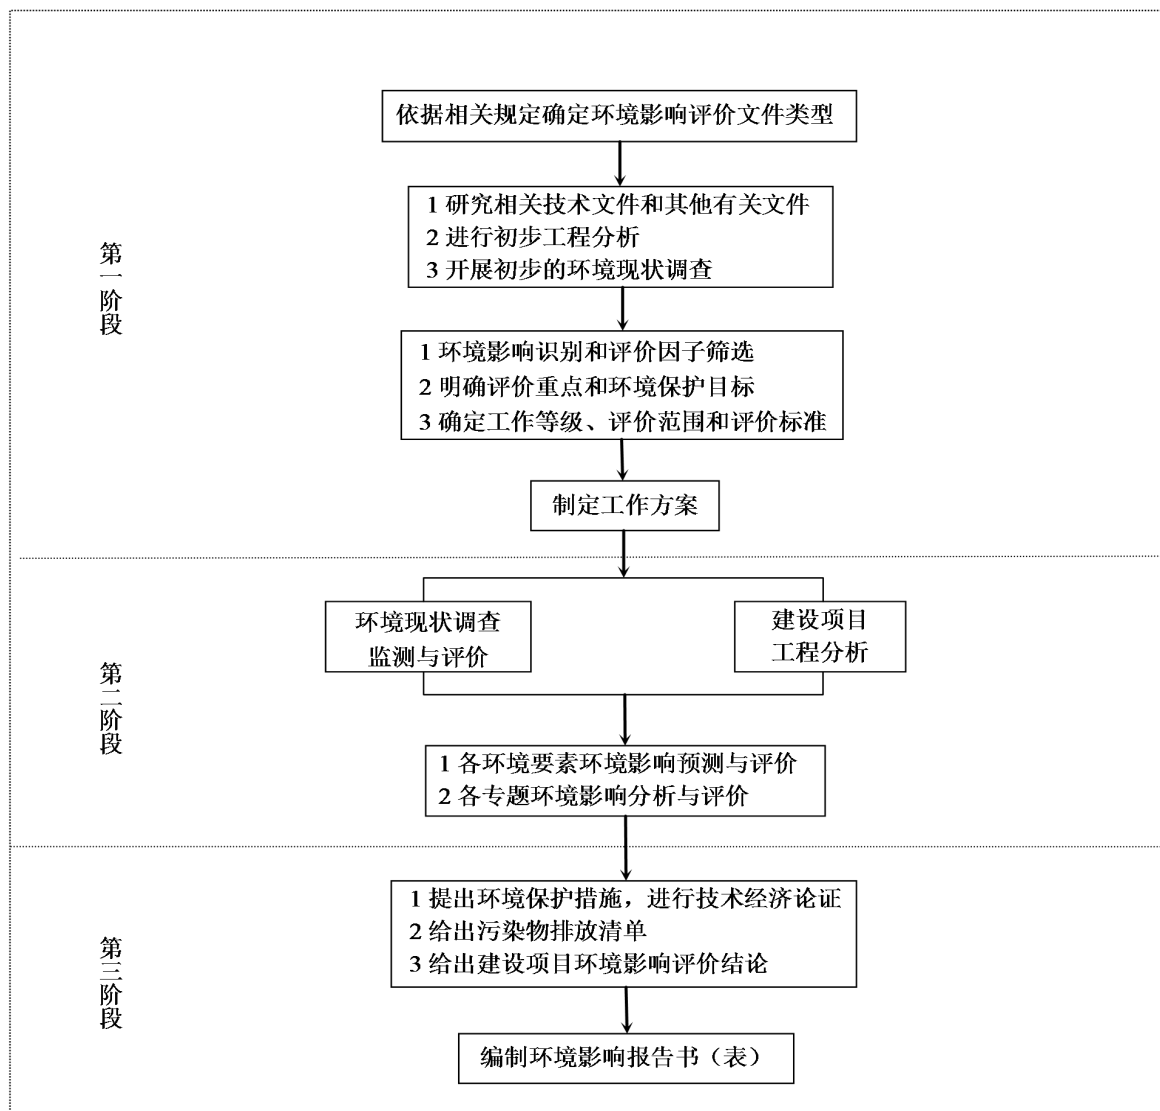 依据相关规定确定环境影响评价文件类型
1 研究相关技术文件和其他有关文件
2 进行初步工程分析
3 开展初步的环境现状调查
第一阶段
1 环境影响识别和评价因子筛选
2 明确评价重点和环境保护目标
3 确定工作等级、评价范围和评价标准
制定工作方案
环境现状调查
监测与评价
建设项目
工程分析
第二阶段
1 各环境要素环境影响预测与评价
2 各专题环境影响分析与评价
1 提出环境保护措施，进行技术经济论证
2 给出污染物排放清单
3 给出建设项目环境影响评价结论
第三阶段
编制环境影响报告书（表）